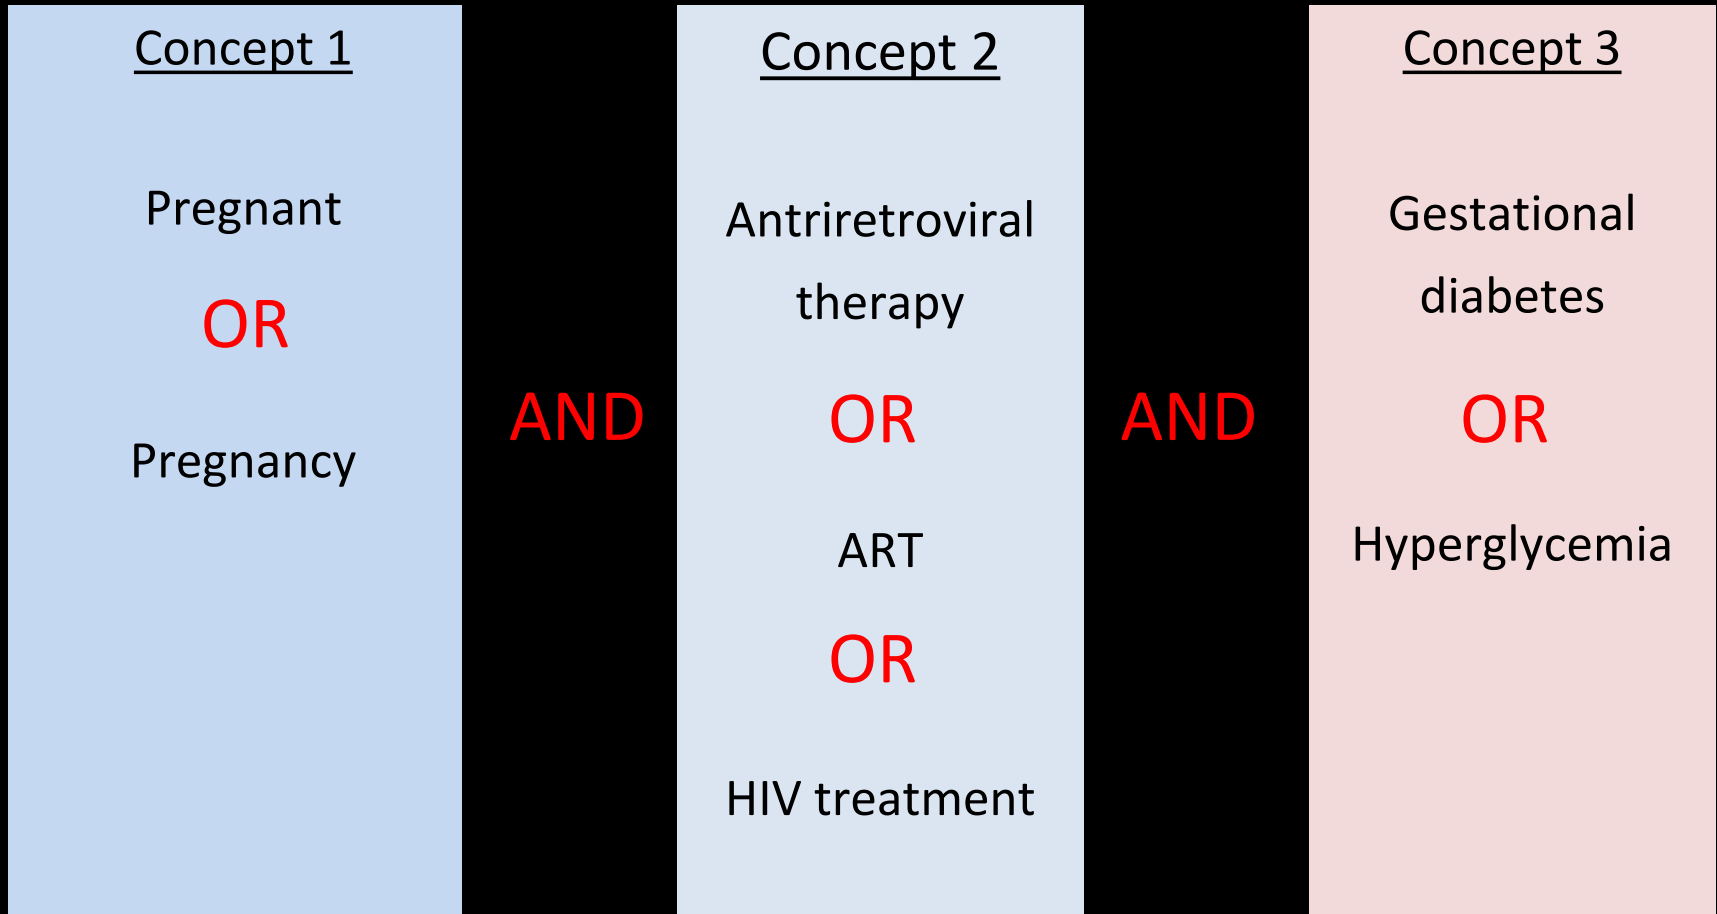 Concept 1
Pregnant
OR
Pregnancy
AND
Concept 2
Antriretroviral
therapy
OR
ART
OR
HIV treatment
AND
Concept 3
Gestational
diabetes
OR
Hyperglycemia